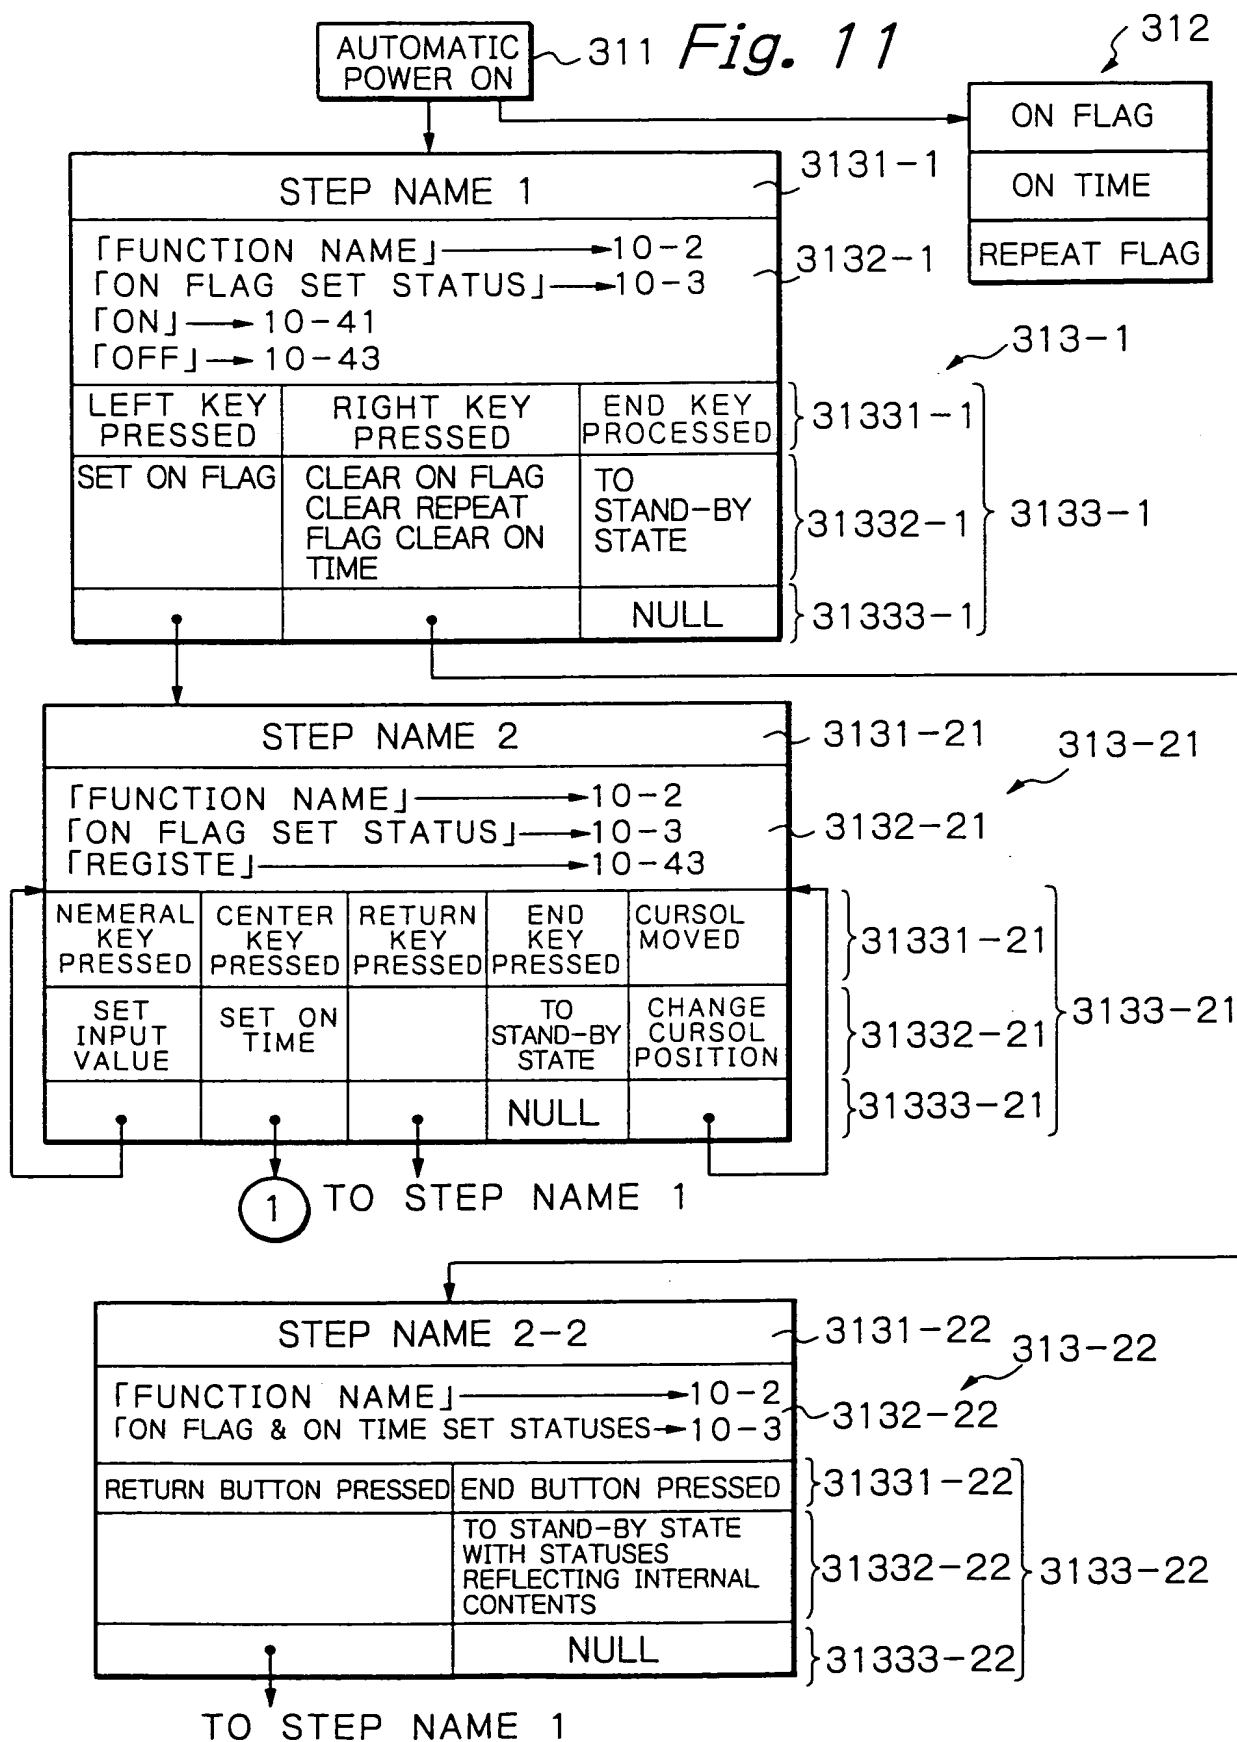 Fig. 11
AUTOMATIC
POWER ON
311
312
ON FLAG
ON TIME
REPEAT FLAG
STEP NAME 1
3131-1
「FUNCTION NAME」→10-2
「ON FLAG SET STATUS」→10-3
「ON」→10-41
「OFF」→10-43
3132-1
313-1
LEFT KEY
PRESSED
RIGHT KEY
PRESSED
END KEY
PROCESSED
31331-1
SET ON FLAG
CLEAR ON FLAG
CLEAR REPEAT
FLAG CLEAR ON
TIME
TO
STAND-BY
STATE
31332-1
3133-1
NULL
31333-1
STEP NAME 2
3131-21
313-21
「FUNCTION NAME」→10-2
「ON FLAG SET STATUS」→10-3
「REGISTE」→10-43
3132-21
NEMERAL
KEY
PRESSED
CENTER
KEY
PRESSED
RETURN
KEY
PRESSED
END
KEY
PRESSED
CURSOL
MOVED
31331-21
SET
INPUT
VALUE
SET ON
TIME
TO
STAND-BY
STATE
CHANGE
CURSOL
POSITION
31332-21
3133-21
NULL
31333-21
1
TO STEP NAME 1
STEP NAME 2-2
3131-22
313-22
「FUNCTION NAME」→10-2
「ON FLAG & ON TIME SET STATUSES→10-3
3132-22
RETURN BUTTON PRESSED
END BUTTON PRESSED
31331-22
TO STAND-BY STATE
WITH STATUSES
REFLECTING INTERNAL
CONTENTS
31332-22
3133-22
NULL
31333-22
TO STEP NAME 1